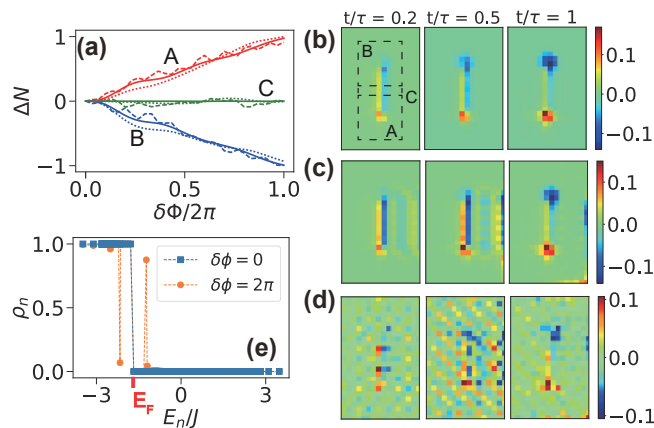 (a)
ΔN
1
0
−1
A
C
B
0.0 0.5 1.0
δΦ/2π
t/τ = 0.2 t/τ = 0.5 t/τ = 1
(b)
B
C
A
0.1
0.0
−0.1
(c)
0.1
0.0
−0.1
(d)
0.1
0.0
−0.1
ρn
1.0
0.5
0.0
δϕ = 0
δϕ = 2π
(e)
−3 0 3
EF
En/J